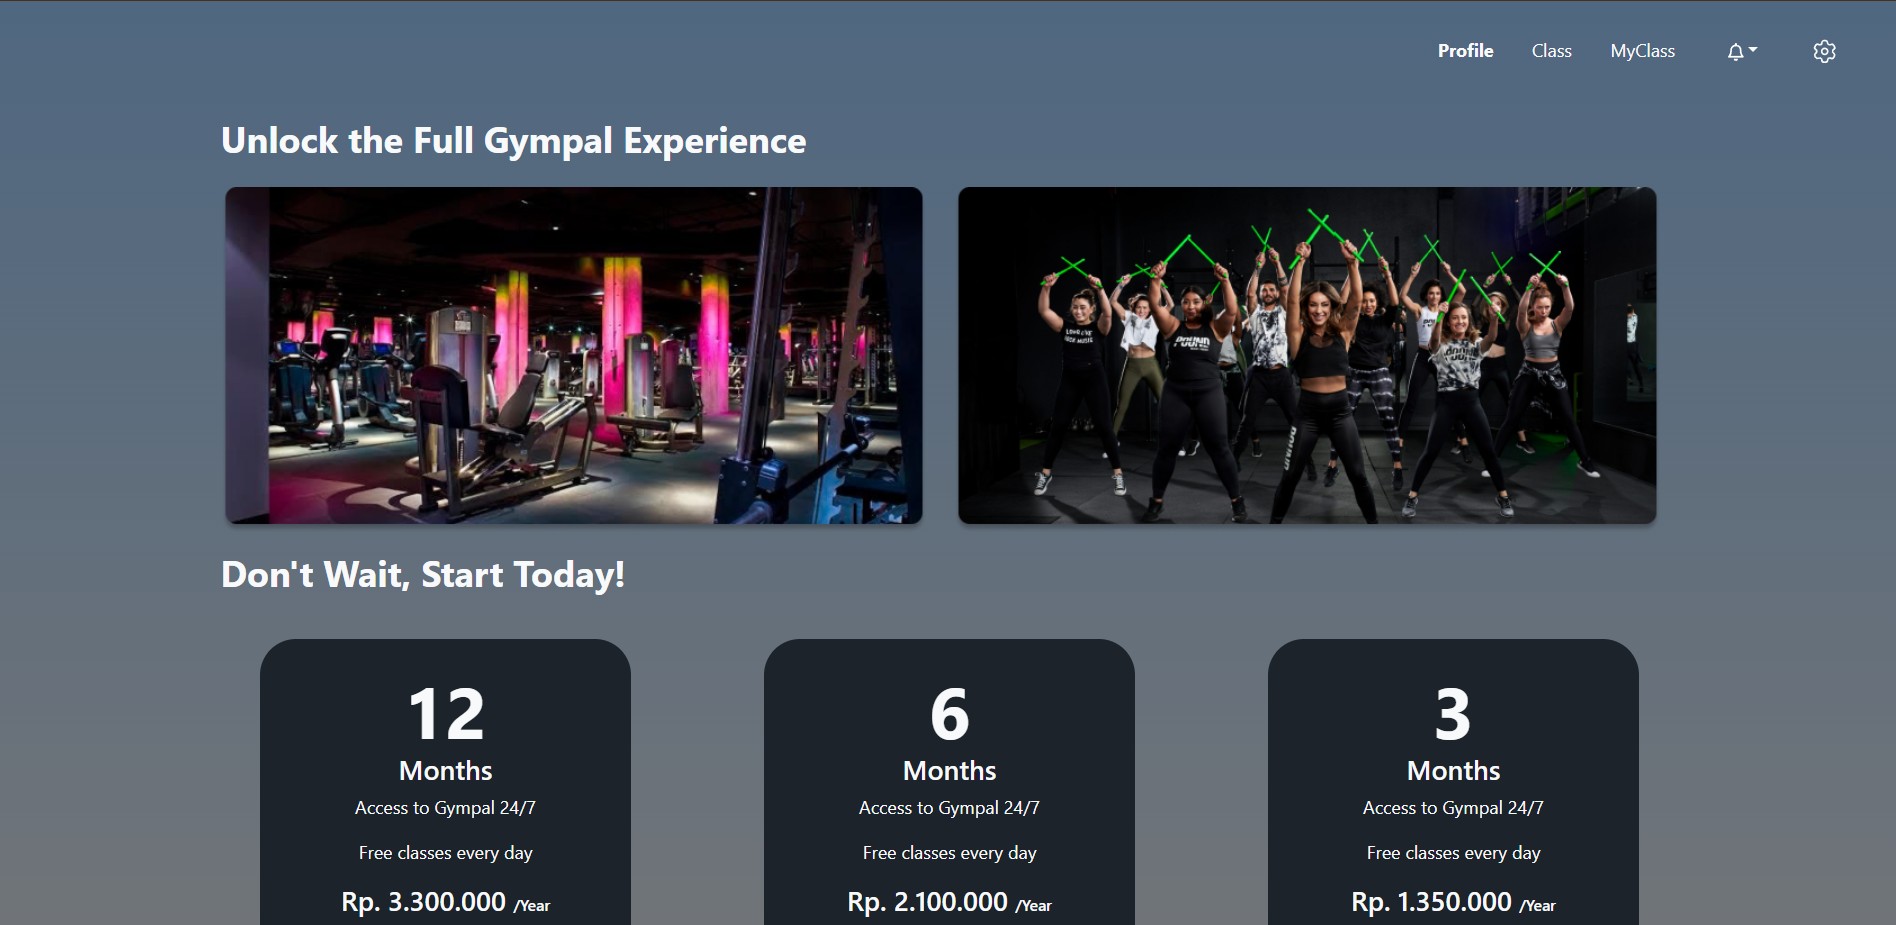 Profile Class MyClass
Unlock the Full Gympal Experience
POUND
Don't Wait, Start Today!
12
Months
Access to Gympal 24/7
Free classes every day
Rp. 3.300.000 /Year
6
Months
Access to Gympal 24/7
Free classes every day
Rp. 2.100.000 /Year
3
Months
Access to Gympal 24/7
Free classes every day
Rp. 1.350.000 /Year